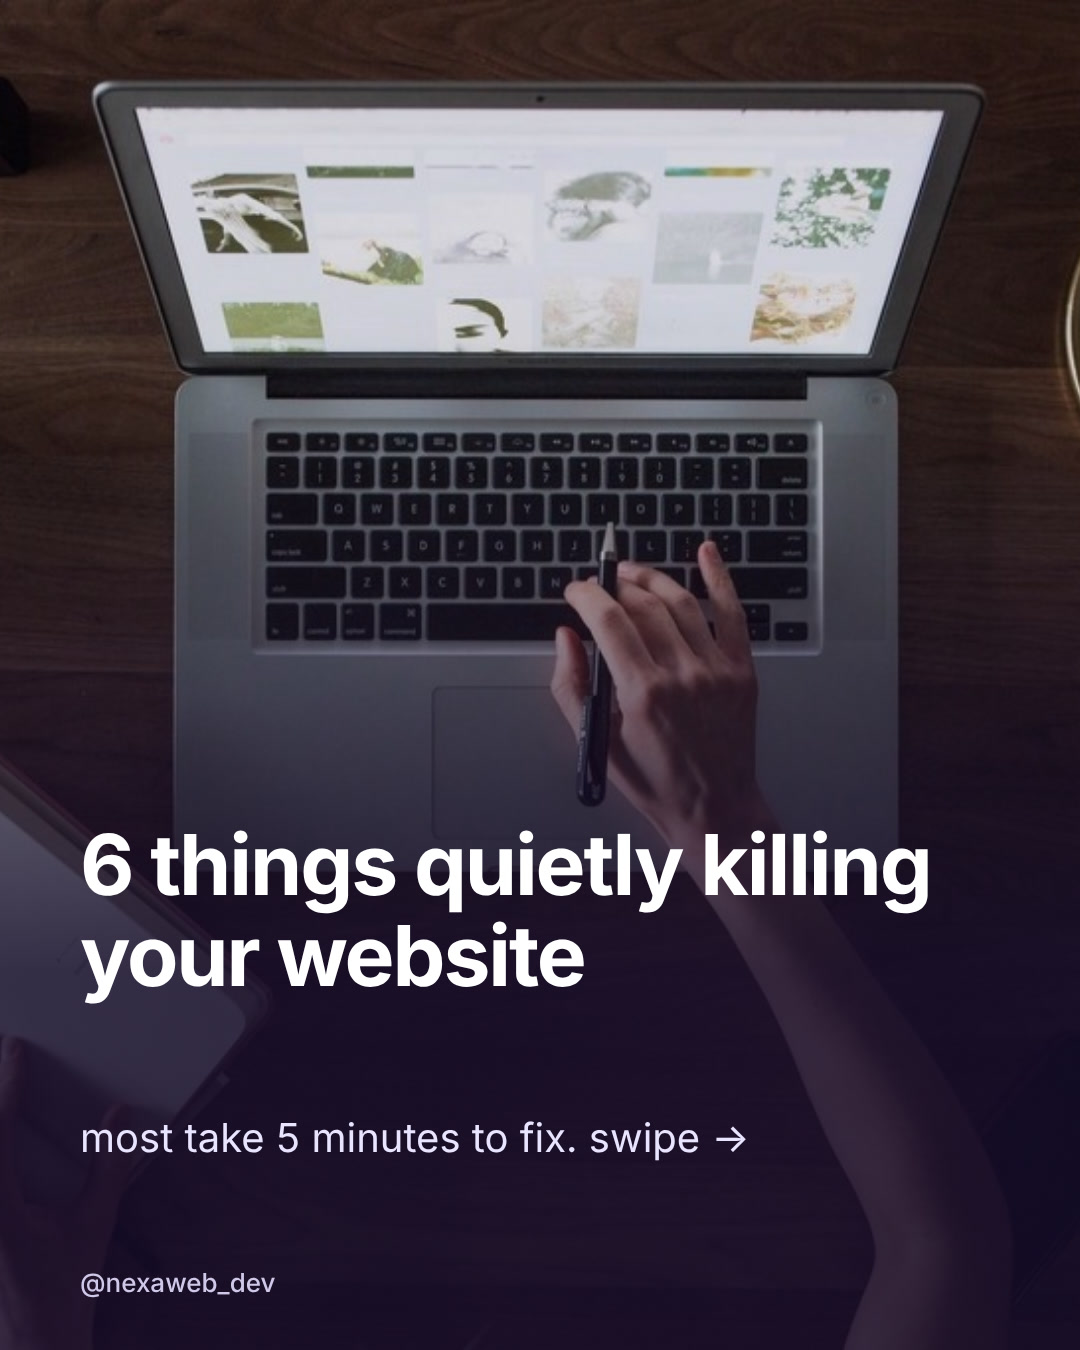 6 things quietly killing
your website
most take 5 minutes to fix. swipe →
@nexaweb_dev